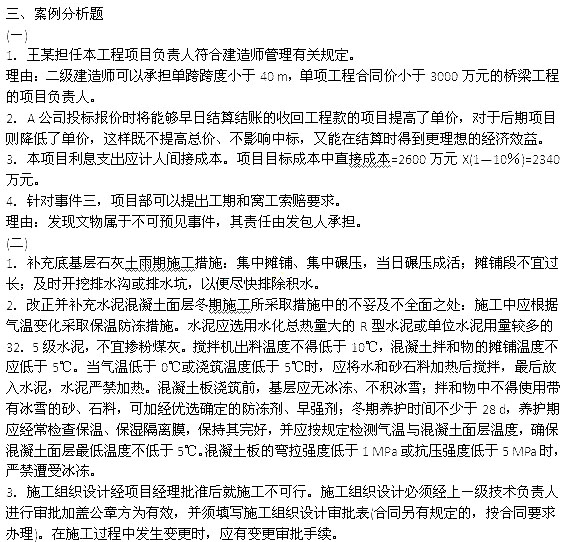 三、案例分析题
(一)
1．王某担任本工程项目负责人符合建造师管理有关规定。
理由：二级建造师可以承担单跨跨度小于 40 m，单项工程合同价小于 3000 万元的桥梁工程
的项目负责人。
2．A 公司投标报价时将能够早日结算结账的收回工程款的项目提高了单价，对于后期项目
则降低了单价，这样既不提高总价、不影响中标，又能在结算时得到更理想的经济效益。
3．本项目利息支出应计人间接成本。项目目标成本中直接成本=2600 万元 X(1—10%)=2340
万元。
4．针对事件三，项目部可以提出工期和窝工索赔要求。
理由：发现文物属于不可预见事件，其责任由发包人承担。
(二)
1．补充底基层石灰土雨期施工措施：集中摊铺、集中碾压，当日碾压成活；摊铺段不宜过
长；及时开挖排水沟或排水坑，以便尽快排除积水。
2．改正并补充水泥混凝土面层冬期施工所采取措施中的不妥及不全面之处：施工中应根据
气温变化采取保温防冻措施。水泥应选用水化总热量大的 R 型水泥或单位水泥用量较多的
32．5 级水泥，不宜掺粉煤灰。搅拌机出料温度不得低于 10℃，混凝土拌和物的摊铺温度不
应低于 5℃。当气温低于 0℃或浇筑温度低于 5℃时，应将水和砂石料加热后搅拌，最后放
入水泥，水泥严禁加热。混凝土板浇筑前，基层应无冰冻、不积冰雪；拌和物中不得使用带
有冰雪的砂、石料，可加经优选确定的防冻剂、早强剂；冬期养护时间不少于 28 d，养护期
应经常检查保温、保湿隔离膜，保持其完好，并应按规定检测气温与混凝土面层温度，确保
混凝土面层最低温度不低于 5℃。混凝土板的弯拉强度低于 1 MPa 或抗压强度低于 5 MPa 时，
严禁遭受冰冻。
3．施工组织设计经项目经理批准后就施工不可行。施工组织设计必须经上一级技术负责人
进行审批加盖公章方为有效，并须填写施工组织设计审批表(合同另有规定的，按合同要求
办理)。在施工过程中发生变更时，应有变更审批手续。